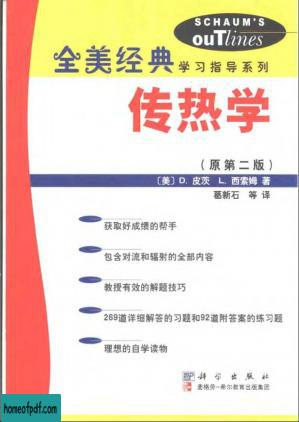 SCHAUM'S
ouTlines
全美经典 学习指导系列
传热学
（原第二版）
〔美〕D. 皮茨 L. 西索姆 著
葛新石 等 译
获取好成绩的帮手
包含对流和辐射的全部内容
教授有效的解题技巧
269道详细解答的习题和92道附答案的练习题
理想的自学读物
科学出版社
麦格劳-希尔教育出版集团
homeofpdf.com